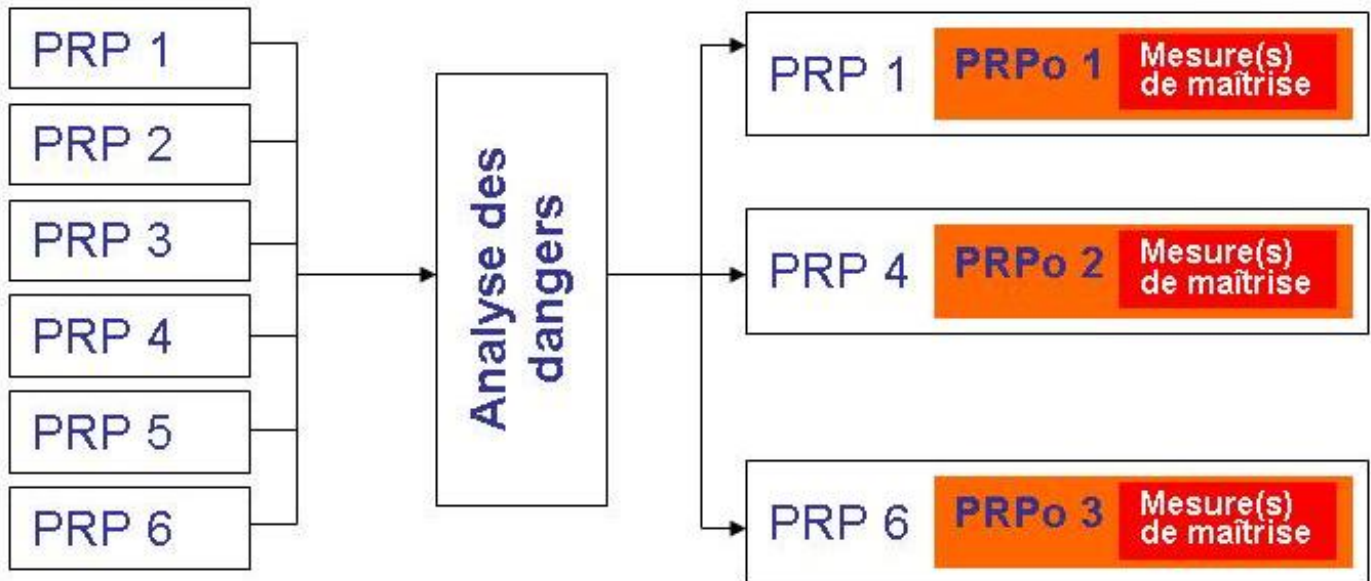 PRP 1
PRP 2
PRP 3
PRP 4
PRP 5
PRP 6
Analyse des
dangers
PRP 1
PRPo 1
Mesure(s)
de maîtrise
PRP 4
PRPo 2
Mesure(s)
de maîtrise
PRP 6
PRPo 3
Mesure(s)
de maîtrise